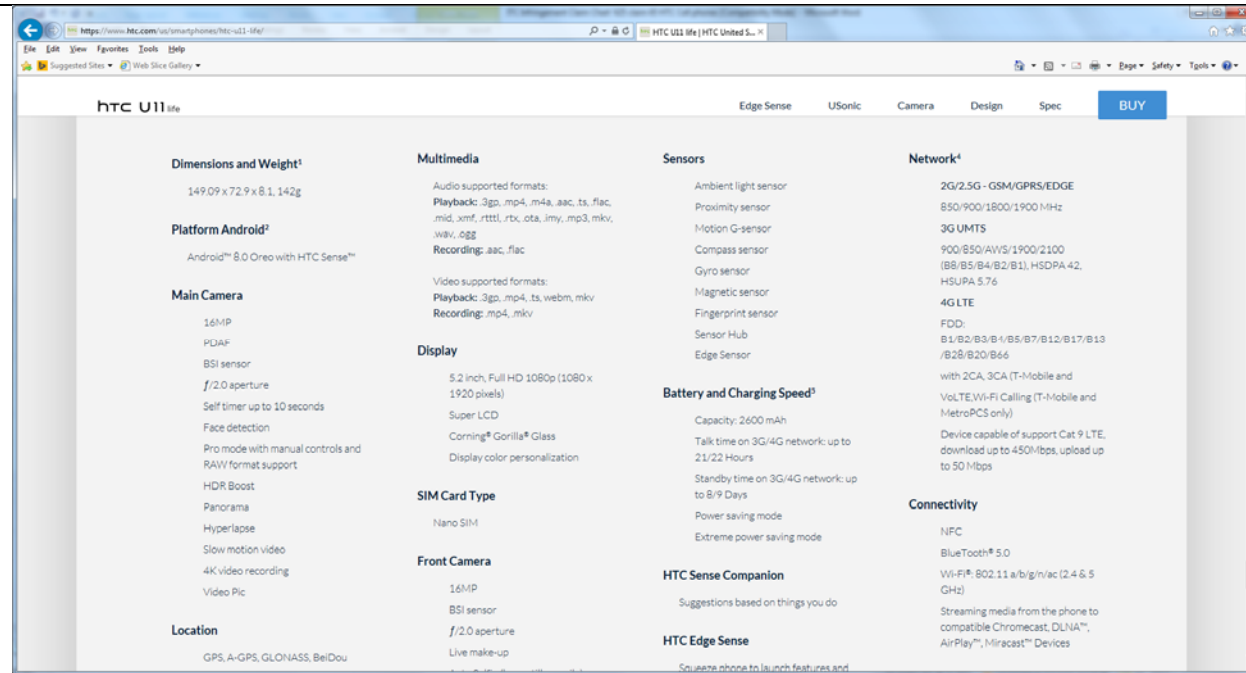 https://www.htc.com/us/smartphones/htc-u11-life/
HTC U11 life | HTC United S...
File Edit View Favorites Tools Help
Suggested Sites Web Slice Gallery
Page Safety Tools
hTC U11 life
Edge Sense USonic Camera Design Spec BUY
Dimensions and Weight¹
149.09 x 72.9 x 8.1, 142g
Platform Android²
Android™ 8.0 Oreo with HTC Sense™
Main Camera
16MP
PDAF
BSI sensor
ƒ/2.0 aperture
Self timer up to 10 seconds
Face detection
Pro mode with manual controls and
RAW format support
HDR Boost
Panorama
Hyperlapse
Slow motion video
4K video recording
Video Pic
Location
GPS, A-GPS, GLONASS, BeiDou
Multimedia
Audio supported formats:
Playback: .3gp, .mp4, .m4a, .aac, .ts, .flac,
.mid, .xmf, .rtttl, .rtx, .ota, .imy, .mp3, mkv,
.wav, .ogg
Recording: .aac, .flac
Video supported formats:
Playback: .3gp, .mp4, .ts, webm, mkv
Recording: .mp4, .mkv
Display
5.2 inch, Full HD 1080p (1080 x
1920 pixels)
Super LCD
Corning® Gorilla® Glass
Display color personalization
SIM Card Type
Nano SIM
Front Camera
16MP
BSI sensor
ƒ/2.0 aperture
Live make-up
Sensors
Ambient light sensor
Proximity sensor
Motion G-sensor
Compass sensor
Gyro sensor
Magnetic sensor
Fingerprint sensor
Sensor Hub
Edge Sensor
Battery and Charging Speed³
Capacity: 2600 mAh
Talk time on 3G/4G network: up to
21/22 Hours
Standby time on 3G/4G network: up
to 8/9 Days
Power saving mode
Extreme power saving mode
HTC Sense Companion
Suggestions based on things you do
HTC Edge Sense
Squeeze phone to launch features and
Network⁴
2G/2.5G - GSM/GPRS/EDGE
850/900/1800/1900 MHz
3G UMTS
900/850/AWS/1900/2100
(B8/B5/B4/B2/B1), HSDPA 42,
HSUPA 5.76
4G LTE
FDD:
B1/B2/B3/B4/B5/B7/B12/B17/B13
/B28/B20/B66
with 2CA, 3CA (T-Mobile and
VoLTE,Wi-Fi Calling (T-Mobile and
MetroPCS only)
Device capable of support Cat 9 LTE,
download up to 450Mbps, upload up
to 50 Mbps
Connectivity
NFC
BlueTooth® 5.0
Wi-Fi®: 802.11 a/b/g/n/ac (2.4 & 5
GHz)
Streaming media from the phone to
compatible Chromecast, DLNA™,
AirPlay™, Miracast™ Devices